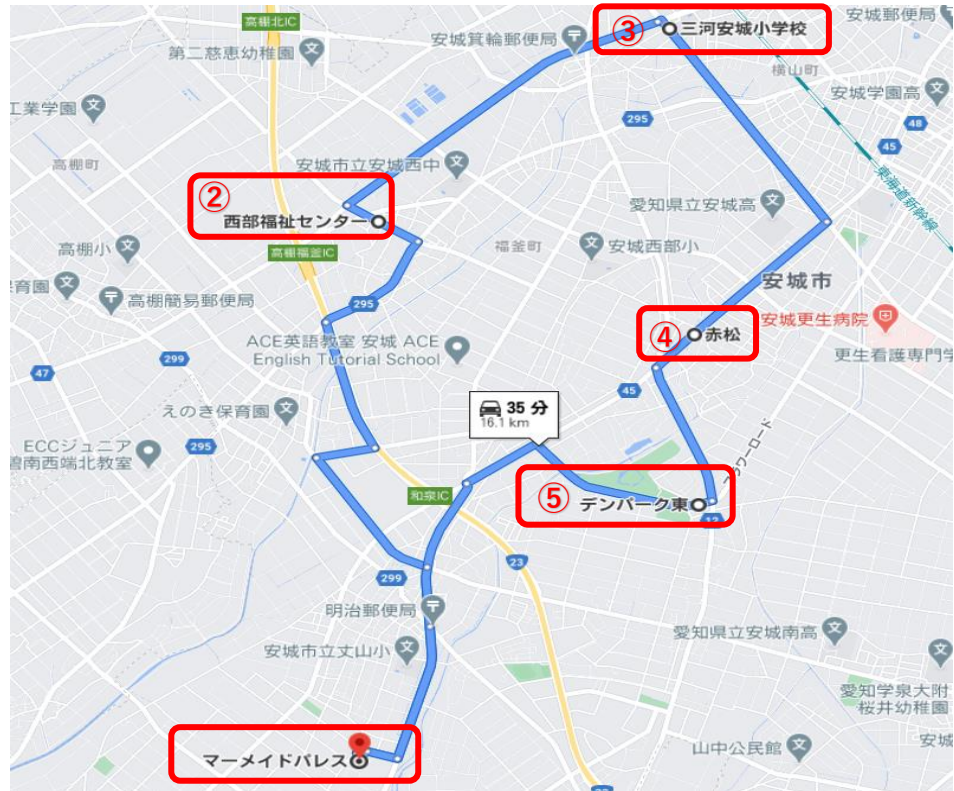 高棚北IC
第二慈恵幼稚園
安城箕輪郵便局
③
三河安城小学校
安城郵便局
横山町
安城学園高
工業学園
高棚町
295
48
45
東海道新幹線
安城市立安城西中
②
西部福祉センター
愛知県立安城高
高棚小
高棚福釜IC
福釜町
安城西部小
安城市
保育園
高棚簡易郵便局
295
ACE英語教室 安城 ACE
English Tutorial School
④
赤松
安城更生病院
更生看護専門学
299
47
45
えのき保育園
35 分
16.1 km
ECCジュニア
碧南西端北教室
295
フラワーロード
和泉IC
⑤
デンパーク東
12
23
299
明治郵便局
安城市立丈山小
愛知県立安城南高
愛知学泉大附
桜井幼稚園
マーメイドパレス
山中公民館
安城